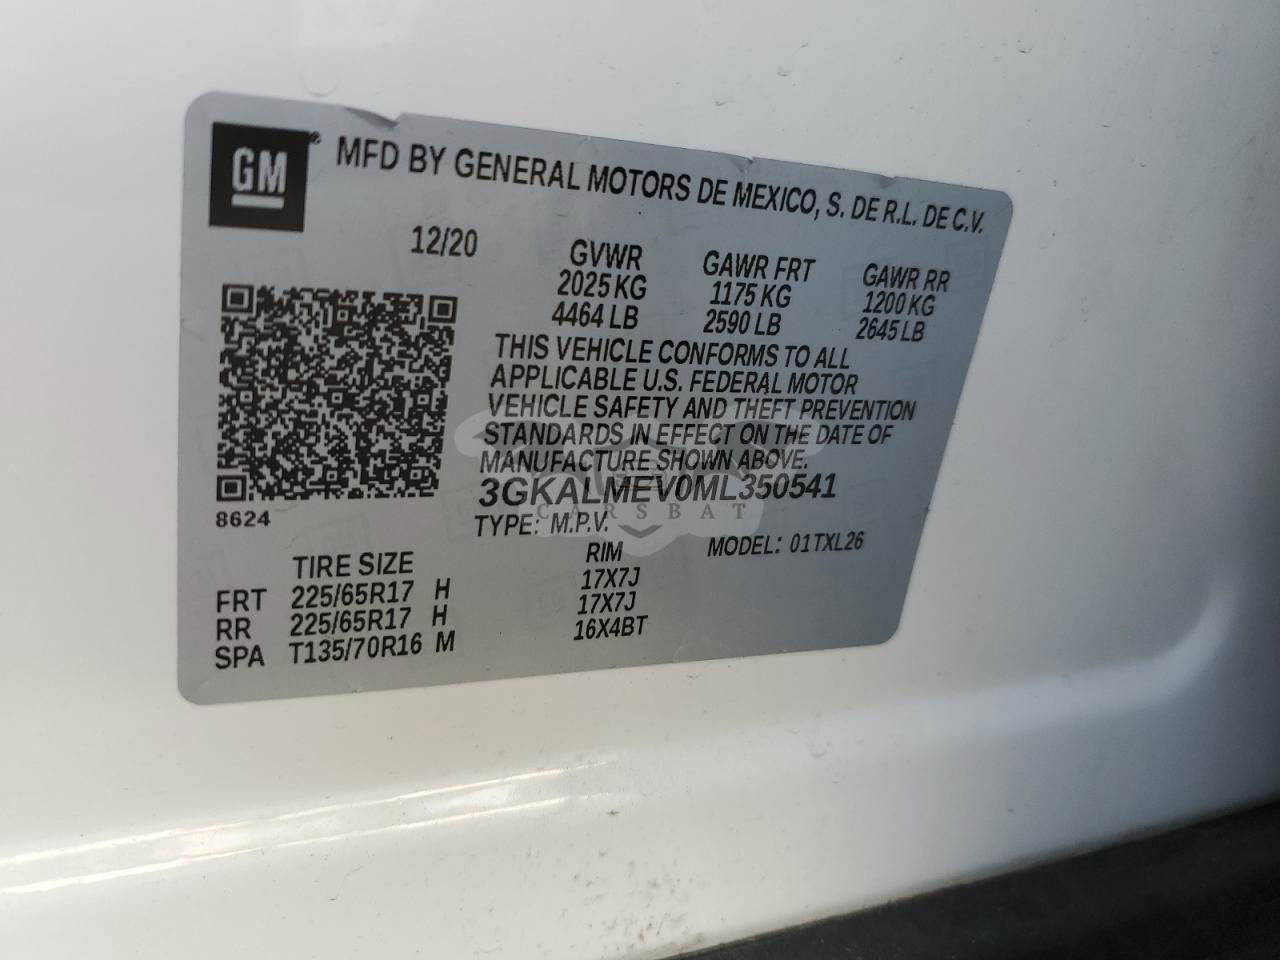 GM ® MFD BY GENERAL MOTORS DE MEXICO, S. DE R.L. DE C.V.
12/20 GVWR GAWR FRT GAWR RR
2025 KG 1175 KG 1200 KG
4464 LB 2590 LB 2645 LB
THIS VEHICLE CONFORMS TO ALL
APPLICABLE U.S. FEDERAL MOTOR
VEHICLE SAFETY AND THEFT PREVENTION
STANDARDS IN EFFECT ON THE DATE OF
MANUFACTURE SHOWN ABOVE.
3GKALMEV0ML350541
CARSBAT
8624 TYPE: M.P.V. MODEL: 01TXL26
TIRE SIZE RIM
FRT 225/65R17 H 17X7J
RR 225/65R17 H 17X7J
SPA T135/70R16 M 16X4BT